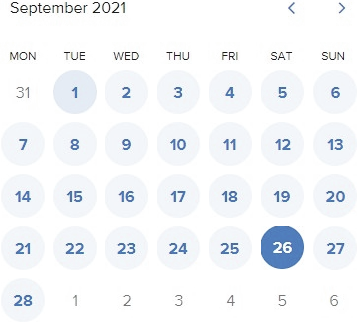 September 2021
MON TUE WED THU FRI SAT SUN
31 1 2 3 4 5 6
7 8 9 10 11 12 13
14 15 16 17 18 19 20
21 22 23 24 25 26 27
28 1 2 3 4 5 6